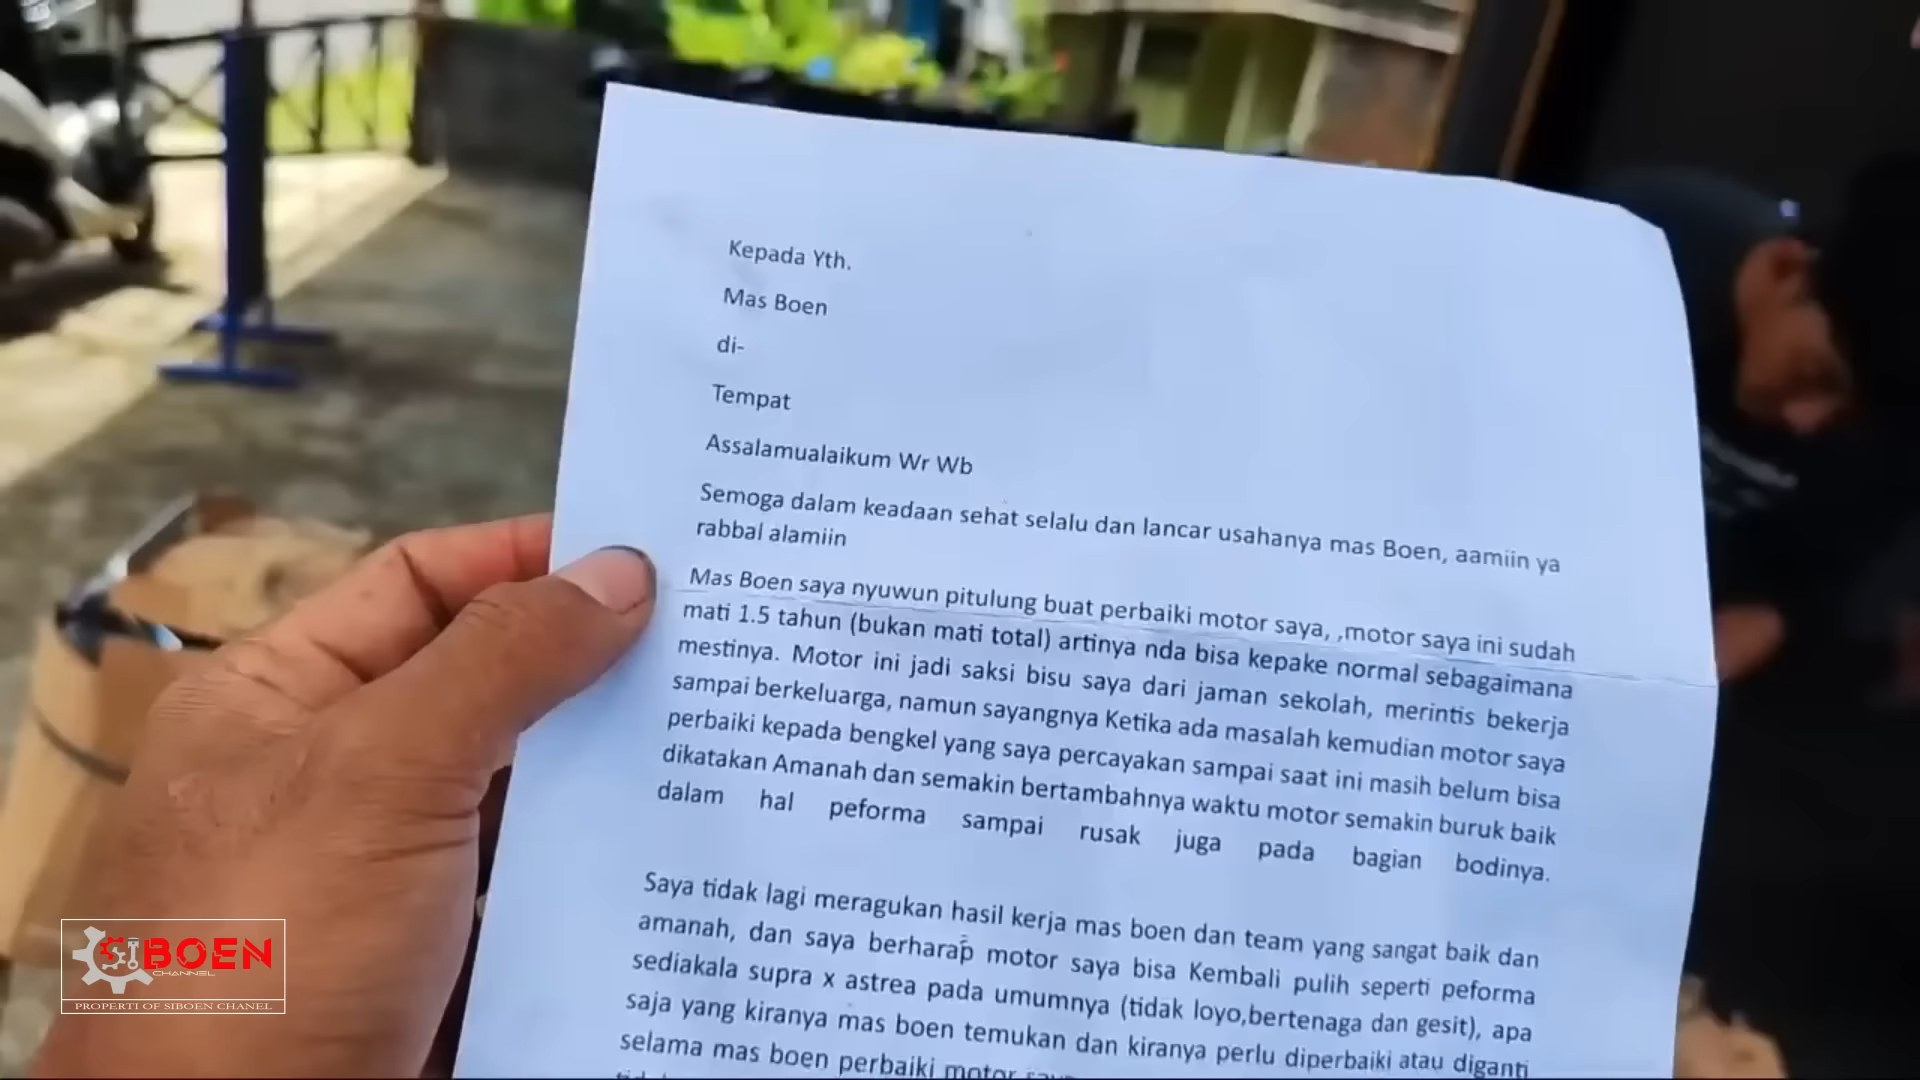 Kepada Yth.
Mas Boen
di-
Tempat
Assalamualaikum Wr Wb
Semoga dalam keadaan sehat selalu dan lancar usahanya mas Boen, aamiin ya
rabbal alamiin
Mas Boen saya nyuwun pitulung buat perbaiki motor saya, ,motor saya ini sudah
mati 1.5 tahun (bukan mati total) artinya nda bisa kepake normal sebagaimana
mestinya. Motor ini jadi saksi bisu saya dari jaman sekolah, merintis bekerja
sampai berkeluarga, namun sayangnya Ketika ada masalah kemudian motor saya
perbaiki kepada bengkel yang saya percayakan sampai saat ini masih belum bisa
dikatakan Amanah dan semakin bertambahnya waktu motor semakin buruk baik
dalam hal peforma sampai rusak juga pada bagian bodinya.
Saya tidak lagi meragukan hasil kerja mas boen dan team yang sangat baik dan
amanah, dan saya berharap motor saya bisa Kembali pulih seperti peforma
sediakala supra x astrea pada umumnya (tidak loyo,bertenaga dan gesit), apa
saja yang kiranya mas boen temukan dan kiranya perlu diperbaiki atau diganti
selama mas boen perbaiki motor
SIBOEN
CHANNEL
PROPERTI OF SIBOEN CHANEL